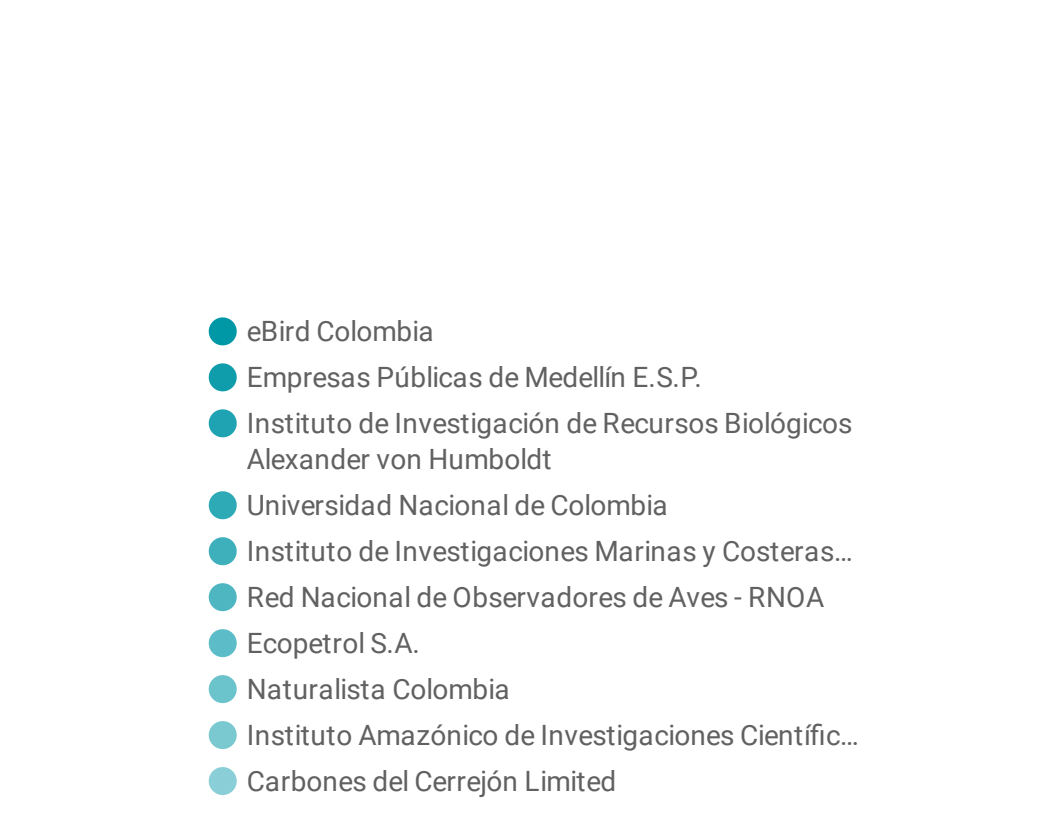 eBird Colombia
Empresas Públicas de Medellín E.S.P.
Instituto de Investigación de Recursos Biológicos
Alexander von Humboldt
Universidad Nacional de Colombia
Instituto de Investigaciones Marinas y Costeras…
Red Nacional de Observadores de Aves - RNOA
Ecopetrol S.A.
Naturalista Colombia
Instituto Amazónico de Investigaciones Científic…
Carbones del Cerrejón Limited